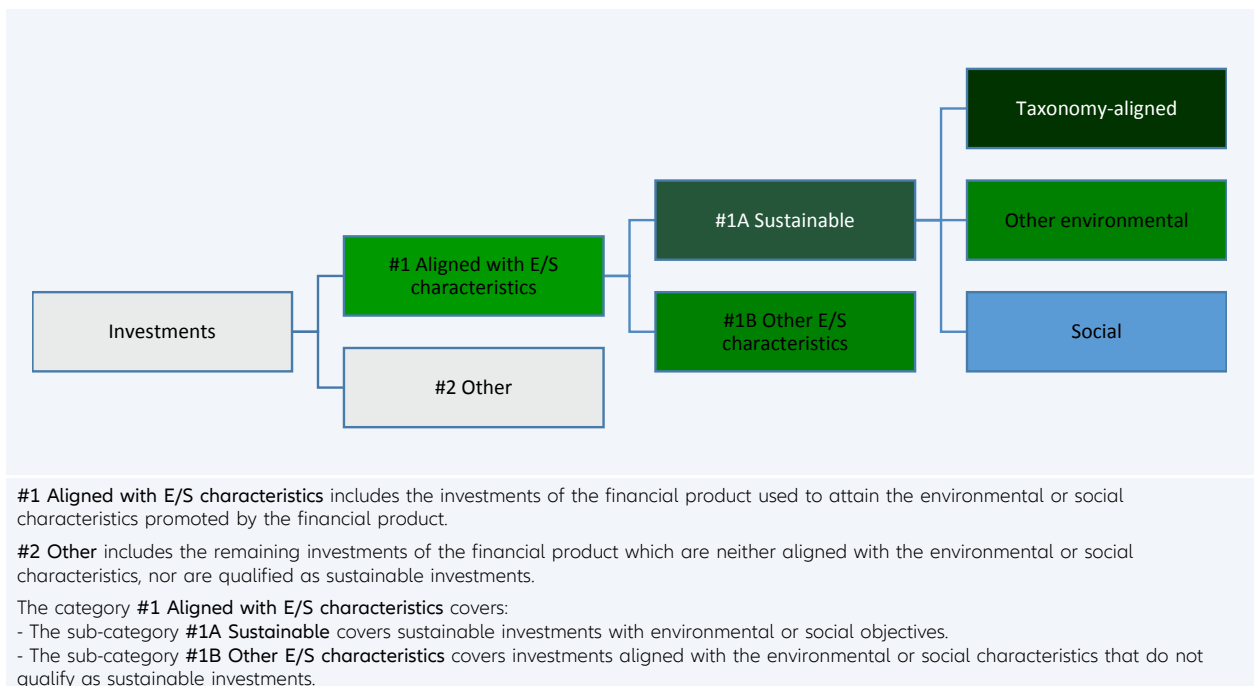 Taxonomy-aligned
#1A Sustainable
Other environmental
#1 Aligned with E/S
characteristics
#1B Other E/S
characteristics
Investments
Social
#2 Other
#1 Aligned with E/S characteristics includes the investments of the financial product used to attain the environmental or social
characteristics promoted by the financial product.
#2 Other includes the remaining investments of the financial product which are neither aligned with the environmental or social
characteristics, nor are qualified as sustainable investments.
The category #1 Aligned with E/S characteristics covers:
- The sub-category #1A Sustainable covers sustainable investments with environmental or social objectives.
- The sub-category #1B Other E/S characteristics covers investments aligned with the environmental or social characteristics that do not
qualify as sustainable investments.